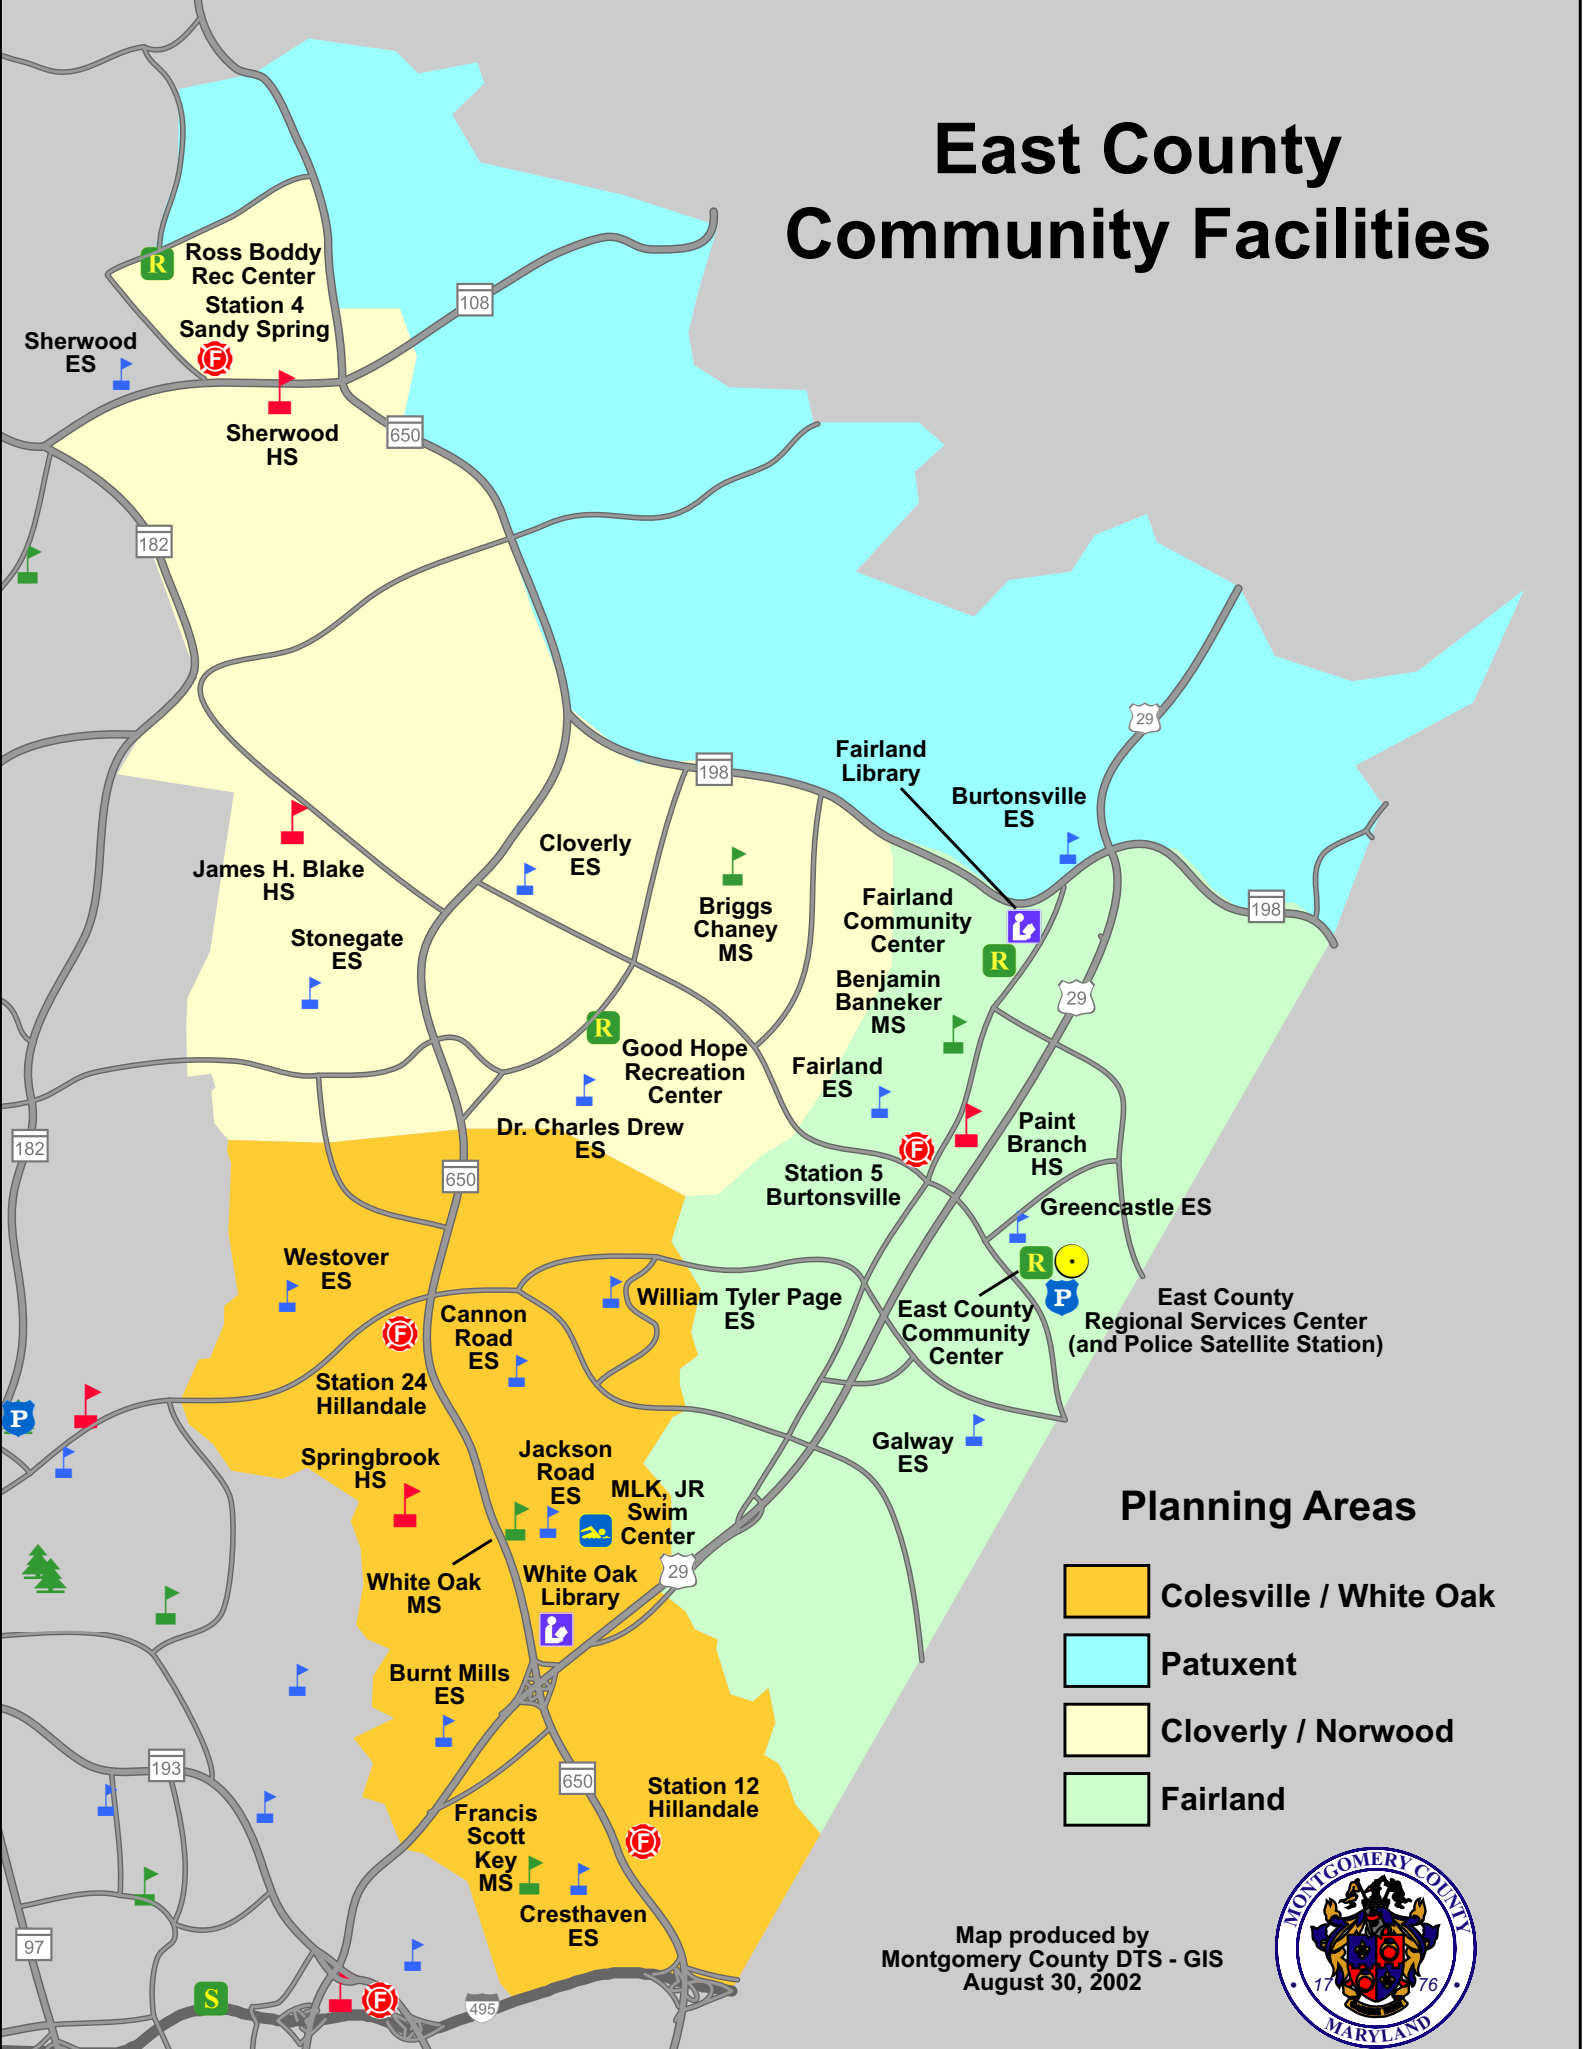 East County
Community Facilities
R
Ross Boddy
Rec Center
Station 4
Sandy Spring
F
Sherwood
ES
108
Sherwood
HS
650
182
29
198
Fairland
Library
Burtonsville
ES
Cloverly
ES
James H. Blake
HS
Briggs
Chaney
MS
Fairland
Community
Center
198
Stonegate
ES
R
Benjamin
Banneker
MS
29
R
Good Hope
Recreation
Center
Fairland
ES
Dr. Charles Drew
ES
Paint
Branch
HS
182
F
650
Station 5
Burtonsville
Greencastle ES
Westover
ES
R
P
William Tyler Page
ES
East County
Community
Center
East County
Regional Services Center
(and Police Satellite Station)
F
Cannon
Road
ES
Station 24
Hillandale
P
Galway
ES
Springbrook
HS
Jackson
Road
ES
MLK, JR
Swim
Center
Planning Areas
29
White Oak
MS
White Oak
Library
Colesville / White Oak
Patuxent
Burnt Mills
ES
Cloverly / Norwood
193
650
Station 12
Hillandale
Fairland
F
Francis
Scott
Key
MS
Cresthaven
ES
97
S
F
495
Map produced by
Montgomery County DTS - GIS
August 30, 2002
MONTGOMERY COUNTY
17 76
MARYLAND